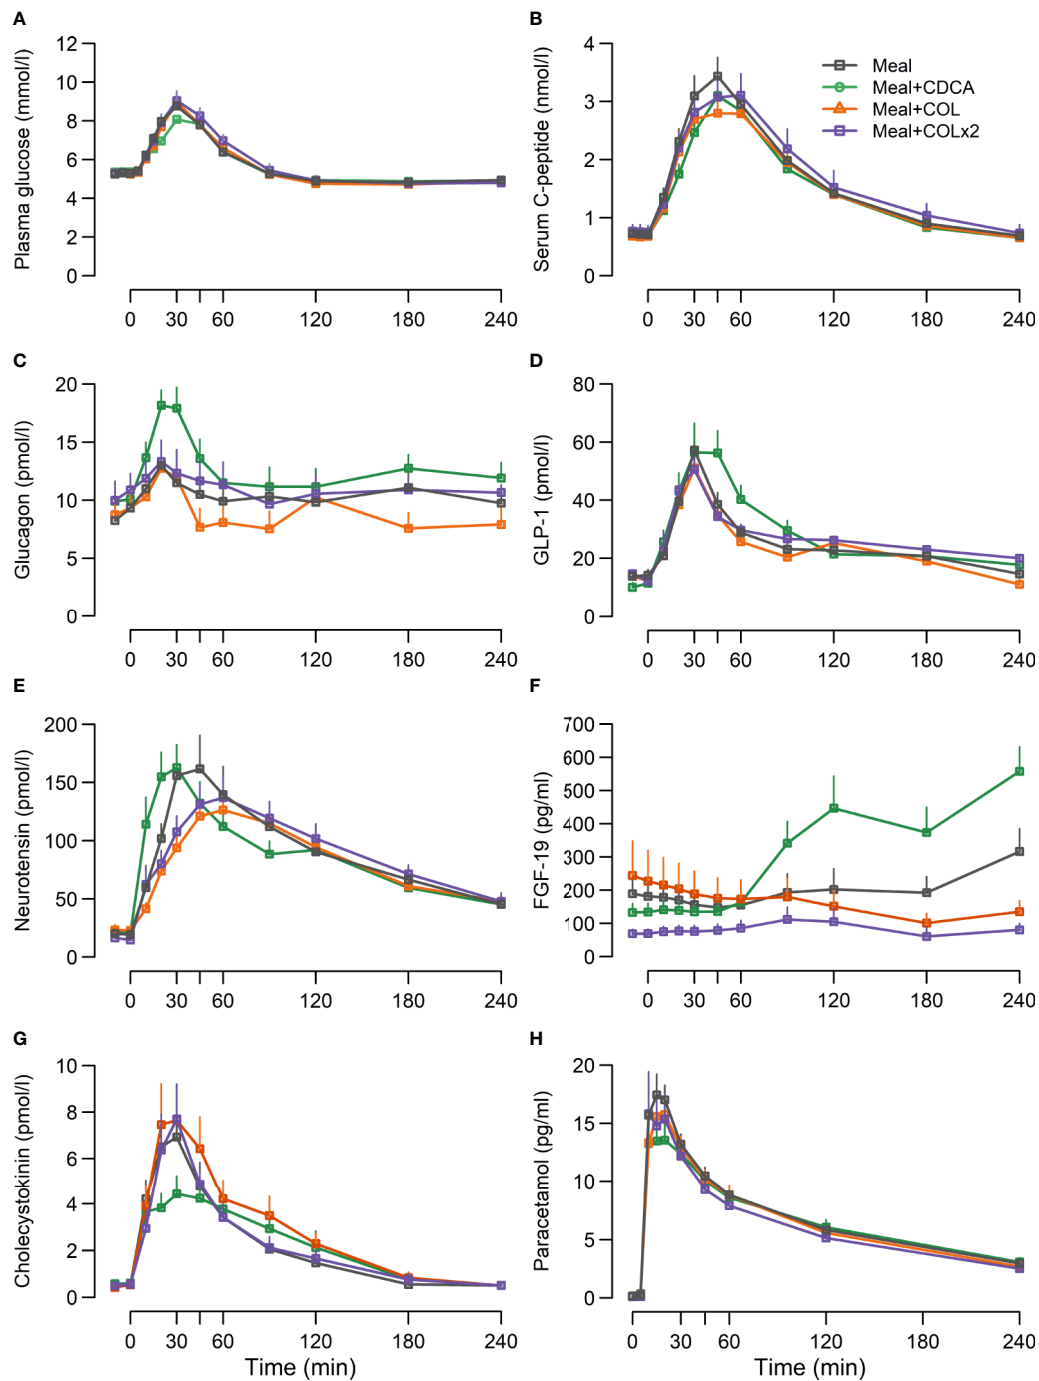 A
Plasma glucose (mmol/l)
12
10
8
6
4
2
0
0 30 60 120 180 240
B
Serum C-peptide (nmol/l)
4
3
2
1
0
0 30 60 120 180 240
Meal
Meal+CDCA
Meal+COL
Meal+COLx2
C
Glucagon (pmol/l)
20
15
10
5
0
0 30 60 120 180 240
D
GLP-1 (pmol/l)
80
60
40
20
0
0 30 60 120 180 240
E
Neurotensin (pmol/l)
200
150
100
50
0
0 30 60 120 180 240
F
FGF-19 (pg/ml)
700
600
500
400
300
200
100
0
0 30 60 120 180 240
G
Cholecystokinin (pmol/l)
10
8
6
4
2
0
0 30 60 120 180 240
Time (min)
H
Paracetamol (pg/ml)
20
15
10
5
0
0 30 60 120 180 240
Time (min)